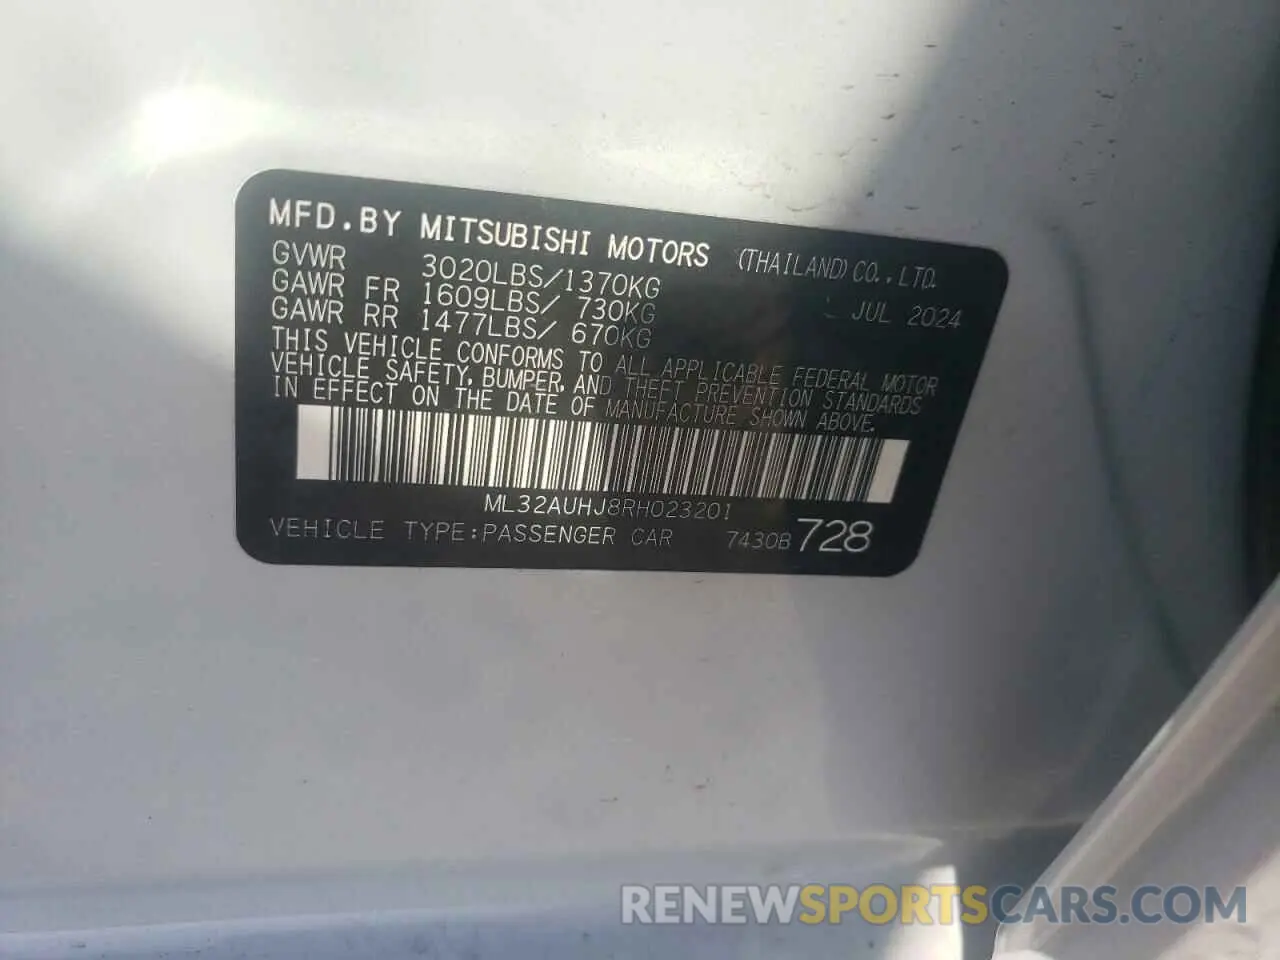 MFD.BY MITSUBISHI MOTORS (THAILAND) CO., LTD.
GVWR 3020LBS/1370KG JUL 2024
GAWR FR 1609LBS/ 730KG
GAWR RR 1477LBS/ 670KG
THIS VEHICLE CONFORMS TO ALL APPLICABLE FEDERAL MOTOR
VEHICLE SAFETY, BUMPER, AND THEFT PREVENTION STANDARDS
IN EFFECT ON THE DATE OF MANUFACTURE SHOWN ABOVE.
ML32AUHJ8RH023201
VEHICLE TYPE:PASSENGER CAR 7430B 728
RENEWSPORTSCARS.COM